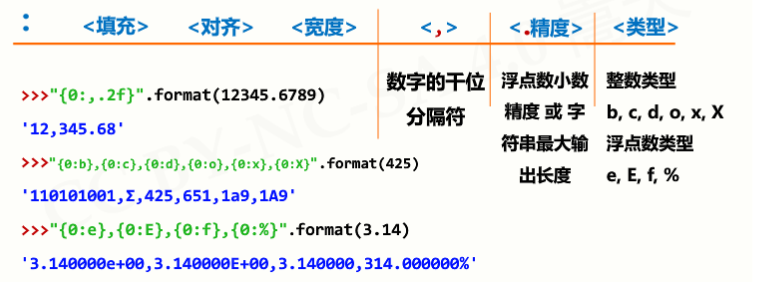 : <填充> <对齐> <宽度> <,> <.精度> <类型>
>>>"{0:,.2f}".format(12345.6789)
'12,345.68'
>>>"{0:b},{0:c},{0:d},{0:o},{0:x},{0:X}".format(425)
'110101001,Σ,425,651,1a9,1A9'
>>>"{0:e},{0:E},{0:f},{0:%}".format(3.14)
'3.140000e+00,3.140000E+00,3.140000,314.000000%'
数字的千位
分隔符
浮点数小数
精度 或 字
符串最大输
出长度
整数类型
b, c, d, o, x, X
浮点数类型
e, E, f, %